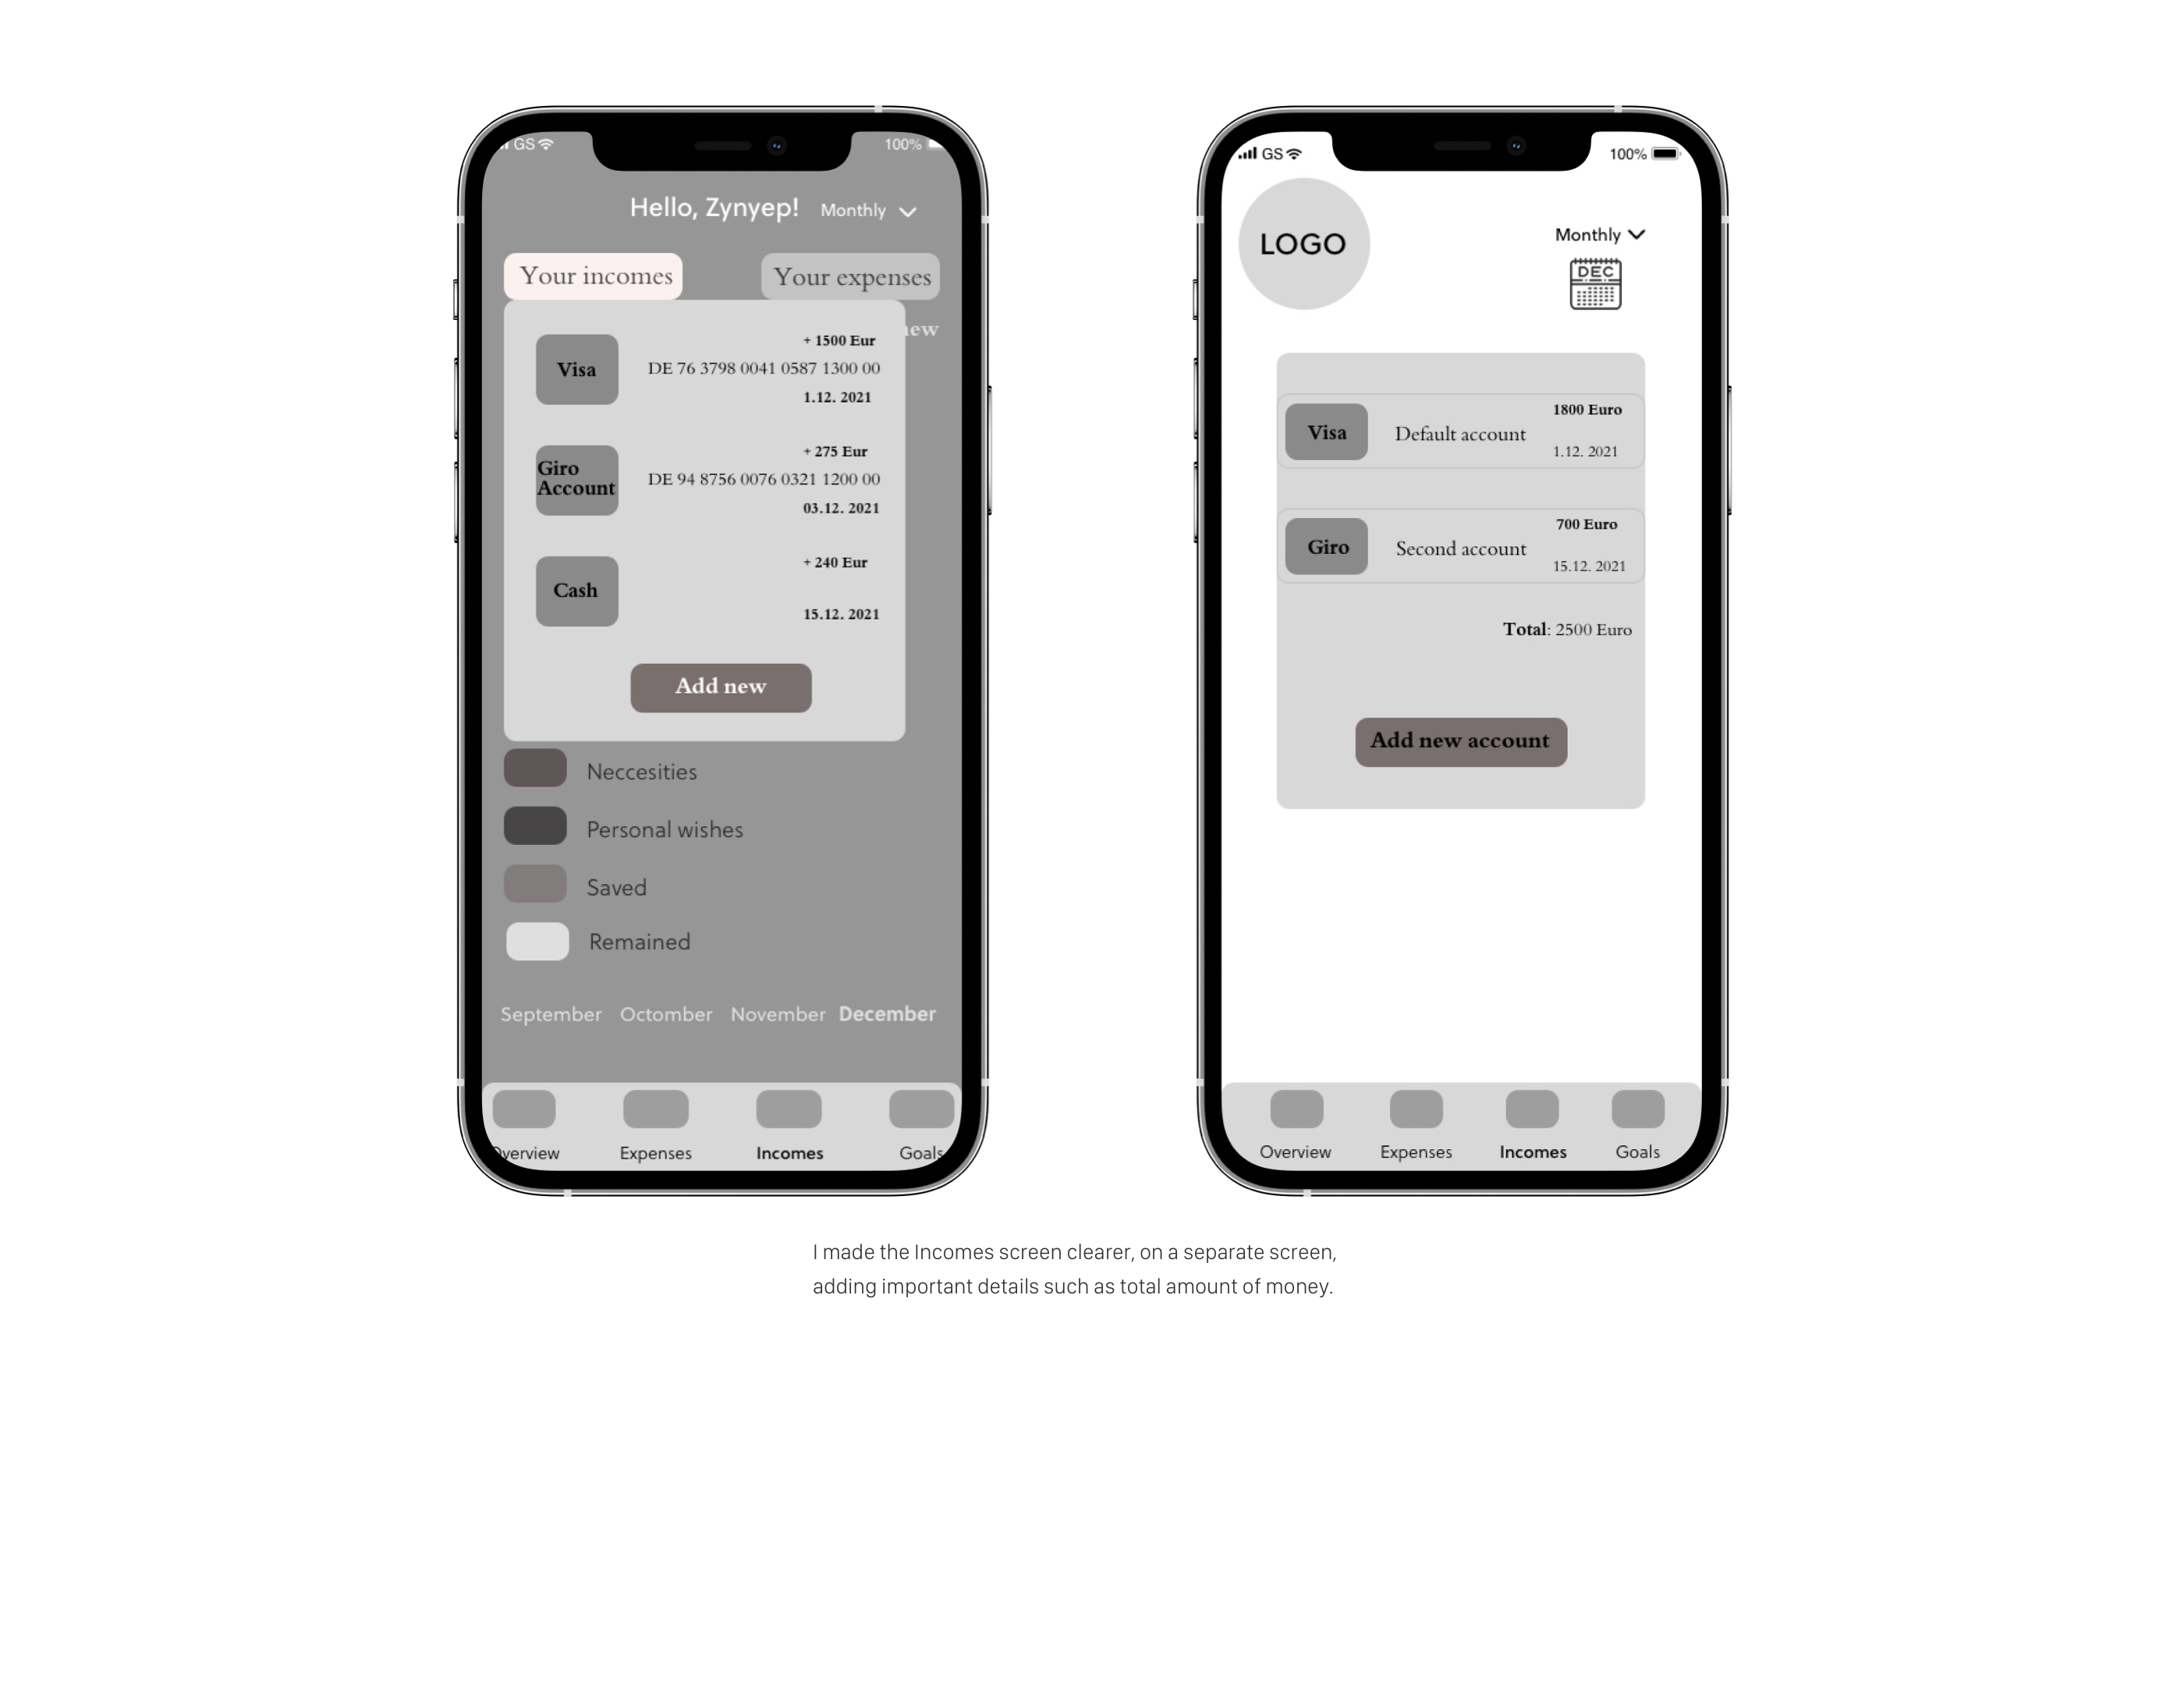 GS
100%
Hello, Zynyep!
Monthly
Your incomes
Your expenses
+ 1500 Eur
Visa
DE 76 3798 0041 0587 1300 00
1.12. 2021
+ 275 Eur
Giro
Account
DE 94 8756 0076 0321 1200 00
03.12. 2021
+ 240 Eur
Cash
15.12. 2021
Add new
Neccesities
Personal wishes
Saved
Remained
September Octomber November December
Overview Expenses Incomes Goals
GS
100%
LOGO
Monthly
DEC
1800 Euro
Visa
Default account
1.12. 2021
700 Euro
Giro
Second account
15.12. 2021
Total: 2500 Euro
Add new account
Overview Expenses Incomes Goals
I made the Incomes screen clearer, on a separate screen,
adding important details such as total amount of money.